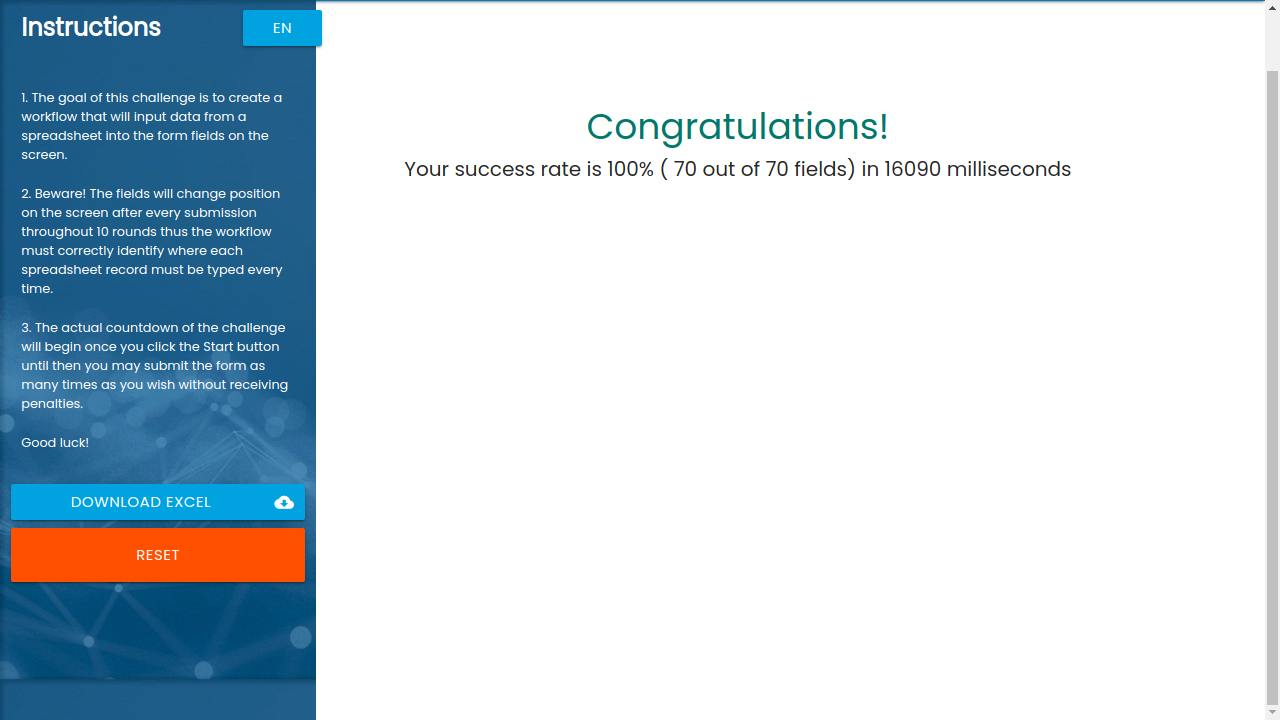 Instructions
EN
1. The goal of this challenge is to create a
workflow that will input data from a
spreadsheet into the form fields on the
screen.
2. Beware! The fields will change position
on the screen after every submission
throughout 10 rounds thus the workflow
must correctly identify where each
spreadsheet record must be typed every
time.
3. The actual countdown of the challenge
will begin once you click the Start button
until then you may submit the form as
many times as you wish without receiving
penalties.
Good luck!
DOWNLOAD EXCEL
RESET
Congratulations!
Your success rate is 100% ( 70 out of 70 fields) in 16090 milliseconds